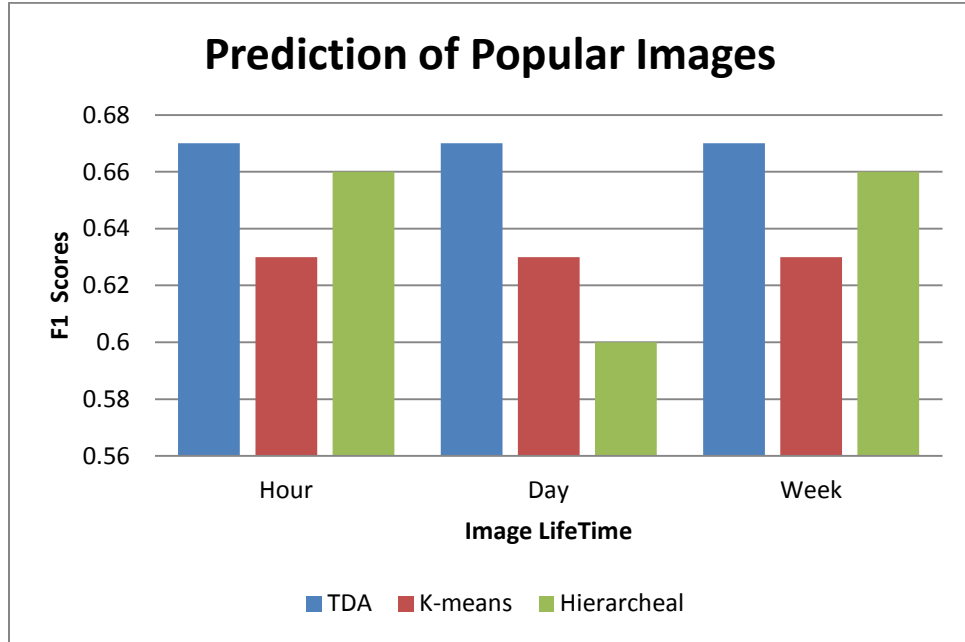 Prediction of Popular Images
0.68
0.66
0.64
0.62
0.6
0.58
0.56
F1 Scores
Hour Day Week
Image LifeTime
TDA K-means Hierarcheal